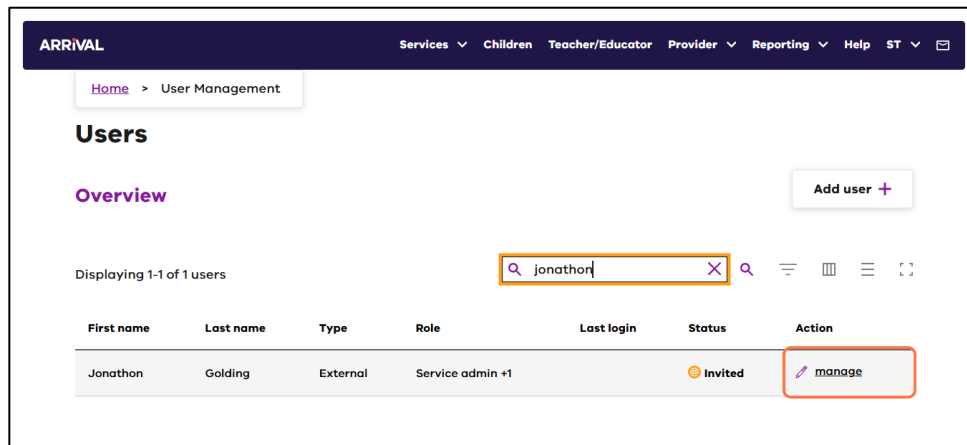 ARRiVAL Services Children Teacher/Educator Provider Reporting Help ST
Home > User Management
Users
Overview
Add user +
Displaying 1-1 of 1 users
jonathon
First name Last name Type Role Last login Status Action
Jonathon Golding External Service admin +1 Invited manage